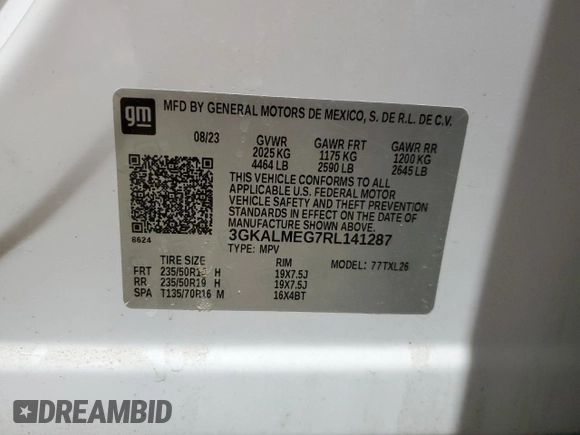 gm
MFD BY GENERAL MOTORS DE MEXICO, S. DE R.L. DE C.V.
08/23 GVWR GAWR FRT GAWR RR
2025 KG 1175 KG 1200 KG
4464 LB 2590 LB 2645 LB
THIS VEHICLE CONFORMS TO ALL
APPLICABLE U.S. FEDERAL MOTOR
VEHICLE SAFETY AND THEFT PREVENTION
STANDARDS IN EFFECT ON THE DATE OF
MANUFACTURE SHOWN ABOVE.
8624 3GKALMEG7RL141287
TYPE: MPV
TIRE SIZE RIM MODEL: 77TXL26
FRT 235/50R19 H 19X7.5J
RR 235/50R19 H 19X7.5J
SPA T135/70R16 M 16X4BT
DREAMBID